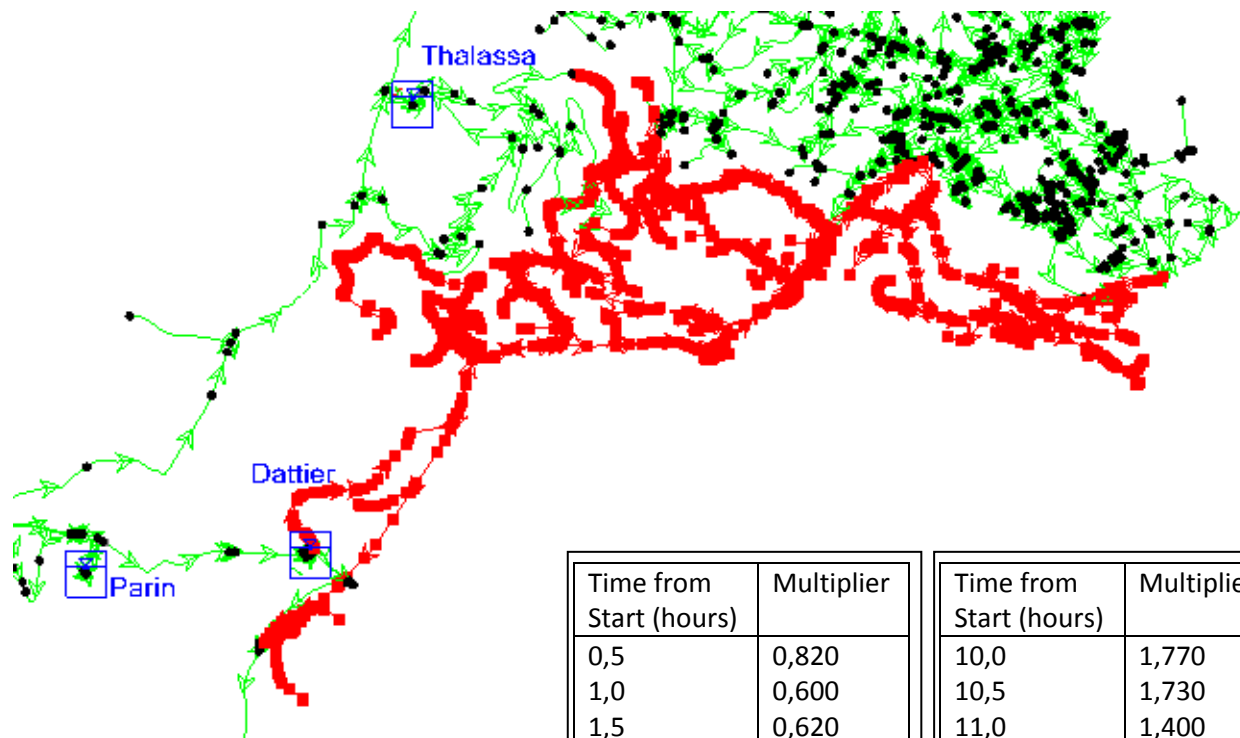 Thalassa
Dattier
Parin
Time from Start (hours) Multiplier
0,5 0,820
1,0 0,600
1,5 0,620
Time from Start (hours) Multiplie
10,0 1,770
10,5 1,730
11,0 1,400